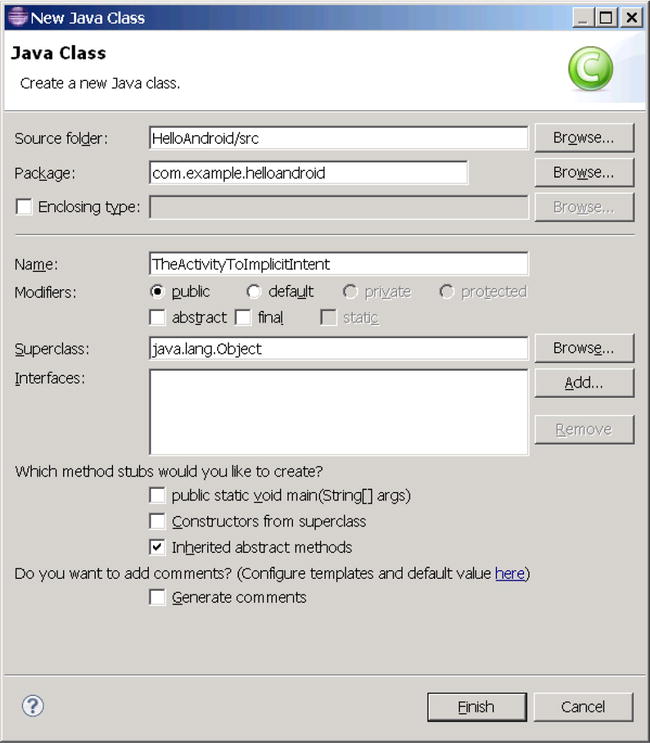 New Java Class
Java Class
Create a new Java class.
C
Source folder: HelloAndroid/src Browse...
Package: com.example.helloandroid Browse...
Enclosing type: Browse...
Name: TheActivityToImplicitIntent
Modifiers: public default private protected
abstract final static
Superclass: java.lang.Object Browse...
Interfaces: Add...
Remove
Which method stubs would you like to create?
public static void main(String[] args)
Constructors from superclass
Inherited abstract methods
Do you want to add comments? (Configure templates and default value here)
Generate comments
? Finish Cancel